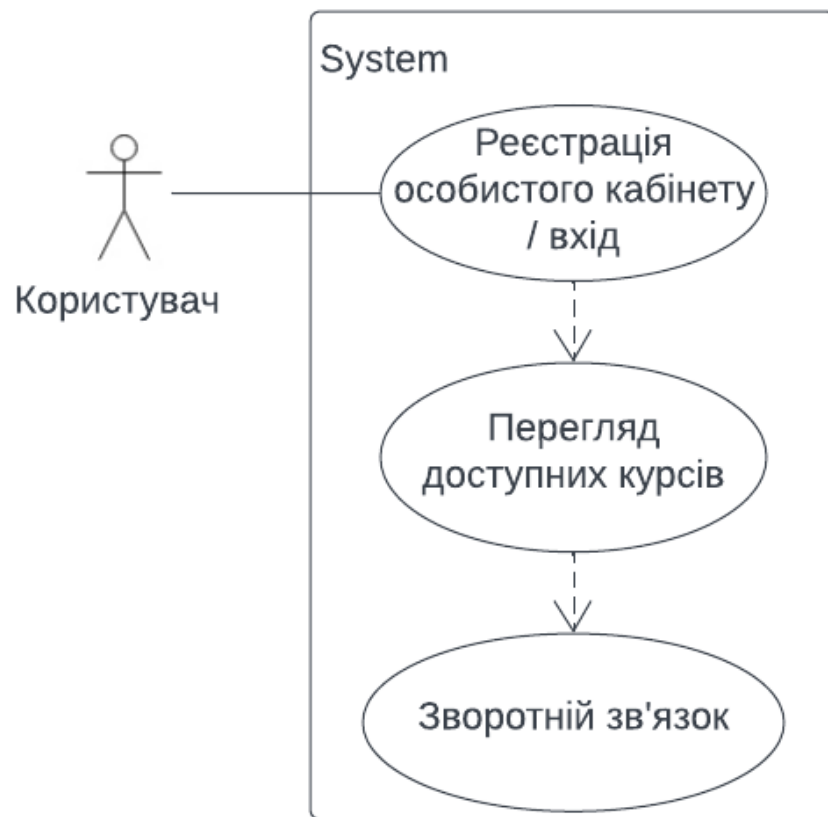 System
Реєстрація
особистого кабінету
/ вхід
Користувач
Перегляд
доступних курсів
Зворотній зв'язок